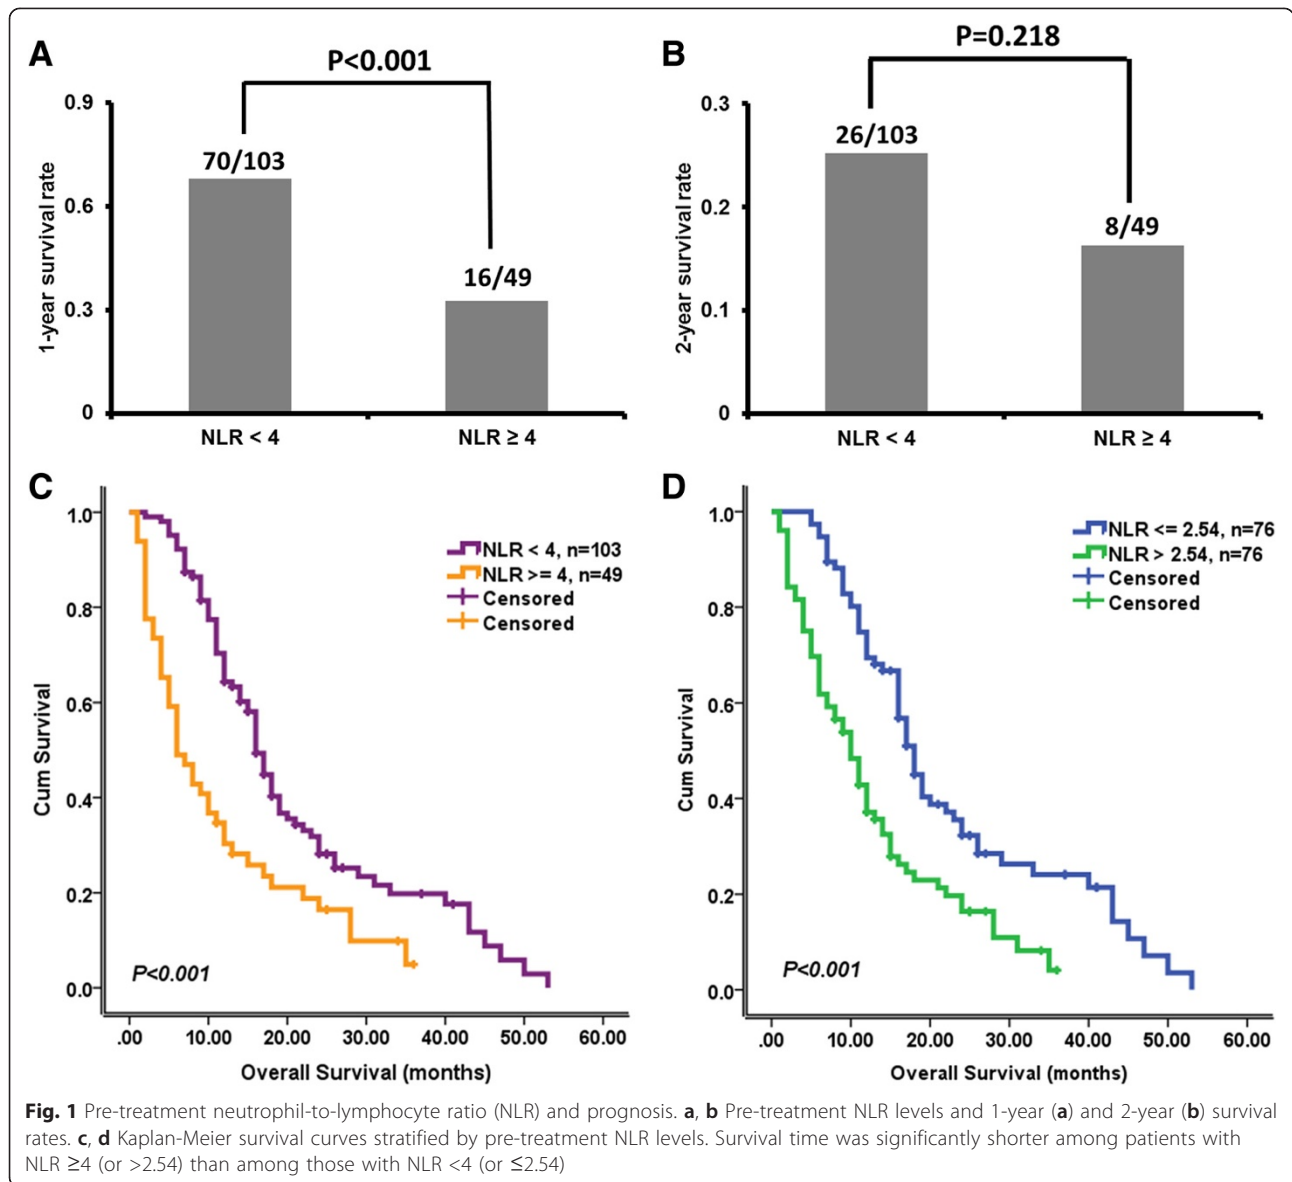 A
P<0.001
0.9
70/103
0.6
16/49
0.3
0
1-year survival rate
NLR < 4
NLR ≥ 4
B
P=0.218
0.3
26/103
0.2
8/49
0.1
0
2-year survival rate
NLR < 4
NLR ≥ 4
C
1.0
0.8
0.6
0.4
0.2
0.0
Cum Survival
NLR < 4, n=103
NLR >= 4, n=49
Censored
Censored
P<0.001
.00 10.00 20.00 30.00 40.00 50.00 60.00
Overall Survival (months)
D
1.0
0.8
0.6
0.4
0.2
0.0
Cum Survival
NLR <= 2.54, n=76
NLR > 2.54, n=76
Censored
Censored
P<0.001
.00 10.00 20.00 30.00 40.00 50.00 60.00
Overall Survival (months)
Fig. 1 Pre-treatment neutrophil-to-lymphocyte ratio (NLR) and prognosis. a, b Pre-treatment NLR levels and 1-year (a) and 2-year (b) survival
rates. c, d Kaplan-Meier survival curves stratified by pre-treatment NLR levels. Survival time was significantly shorter among patients with
NLR ≥4 (or >2.54) than among those with NLR <4 (or ≤2.54)